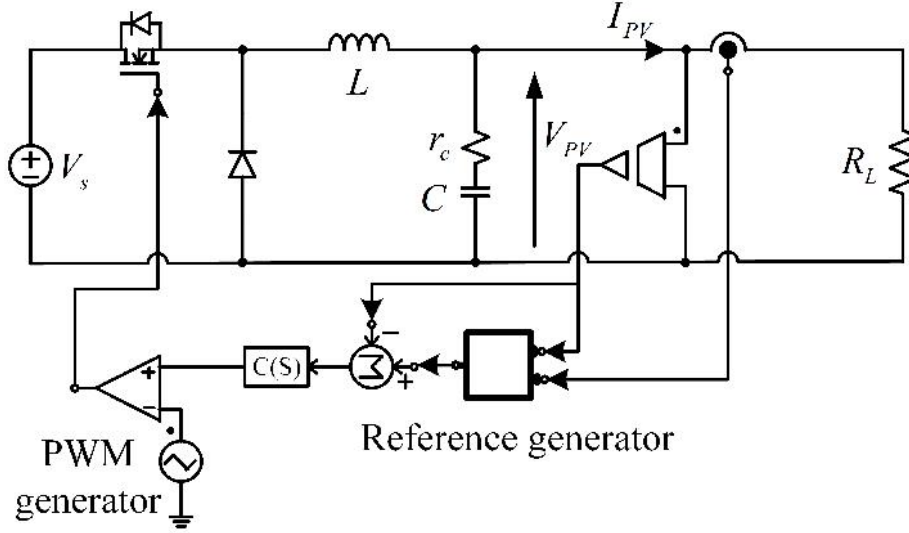 I_PV
L
V_s
r_c
C
V_PV
R_L
+
−
C(S)
Σ
−
+
+
−
Reference generator
PWM
generator